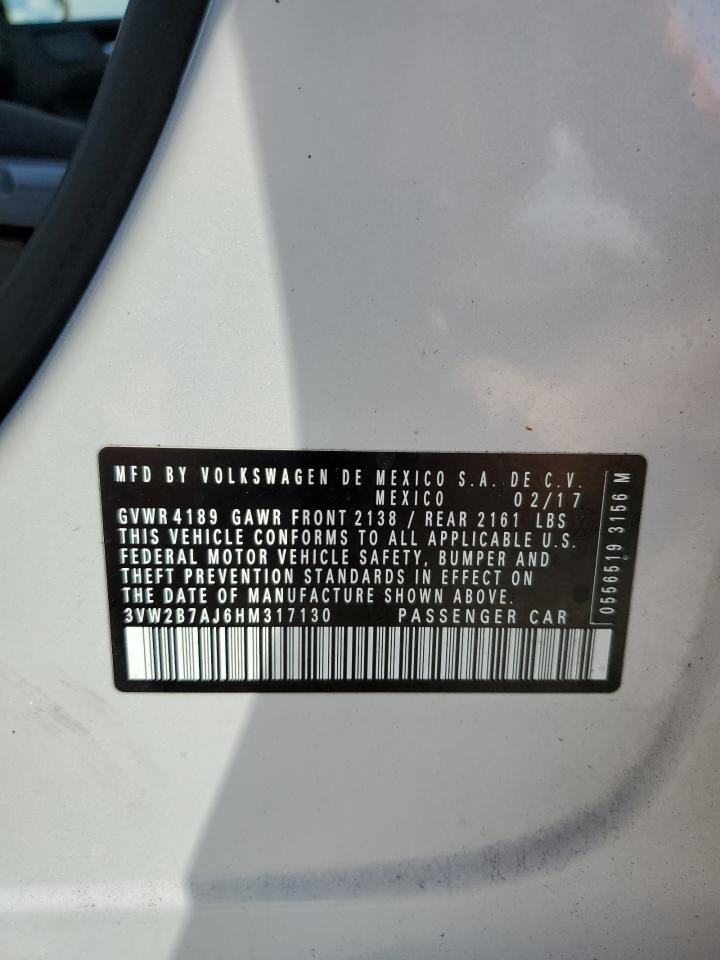 MFD BY VOLKSWAGEN DE MEXICO S.A. DE C.V.
MEXICO 02/17
GVWR 4189 GAWR FRONT 2138 / REAR 2161 LBS
THIS VEHICLE CONFORMS TO ALL APPLICABLE U.S.
FEDERAL MOTOR VEHICLE SAFETY, BUMPER AND
THEFT PREVENTION STANDARDS IN EFFECT ON
THE DATE OF MANUFACTURE SHOWN ABOVE.
3VW2B7AJ6HM317130 PASSENGER CAR
0556519 3156 M